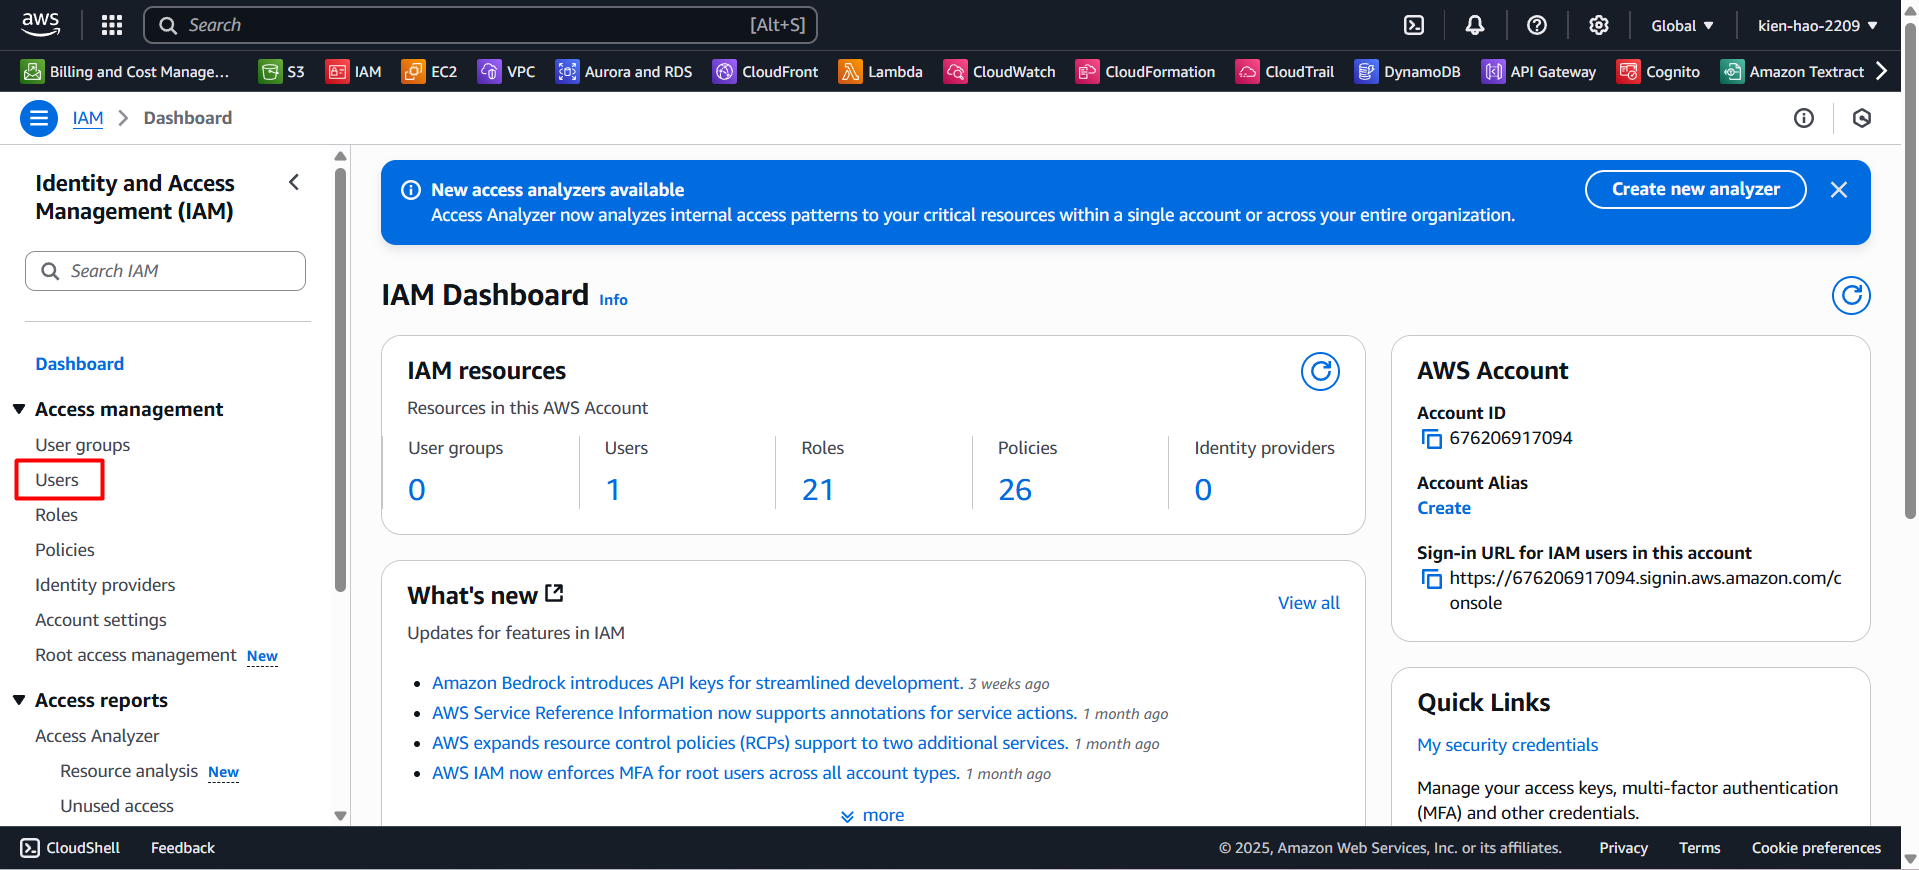 aws
Search [Alt+S]
Global
kien-hao-2209
Billing and Cost Manage...
S3
IAM
EC2
VPC
Aurora and RDS
CloudFront
Lambda
CloudWatch
CloudFormation
CloudTrail
DynamoDB
API Gateway
Cognito
Amazon Textract
IAM > Dashboard
Identity and Access
Management (IAM)
Search IAM
Dashboard
Access management
User groups
Users
Roles
Policies
Identity providers
Account settings
Root access management New
Access reports
Access Analyzer
Resource analysis New
Unused access
New access analyzers available
Access Analyzer now analyzes internal access patterns to your critical resources within a single account or across your entire organization.
Create new analyzer
IAM Dashboard Info
IAM resources
Resources in this AWS Account
User groups
0
Users
1
Roles
21
Policies
26
Identity providers
0
What's new
View all
Updates for features in IAM
Amazon Bedrock introduces API keys for streamlined development. 3 weeks ago
AWS Service Reference Information now supports annotations for service actions. 1 month ago
AWS expands resource control policies (RCPs) support to two additional services. 1 month ago
AWS IAM now enforces MFA for root users across all account types. 1 month ago
more
AWS Account
Account ID
676206917094
Account Alias
Create
Sign-in URL for IAM users in this account
https://676206917094.signin.aws.amazon.com/c
onsole
Quick Links
My security credentials
Manage your access keys, multi-factor authentication
(MFA) and other credentials.
CloudShell
Feedback
© 2025, Amazon Web Services, Inc. or its affiliates.
Privacy
Terms
Cookie preferences